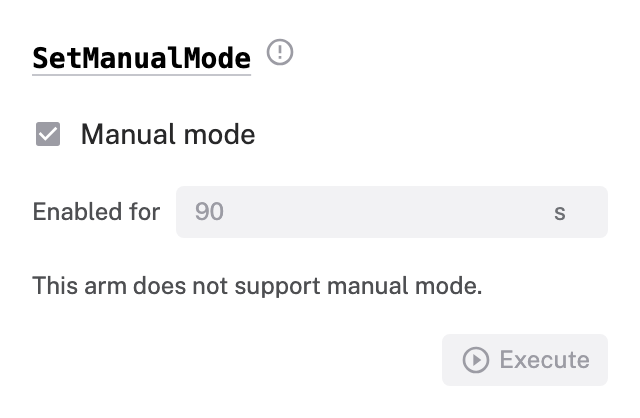 SetManualMode
Manual mode
Enabled for 90 s
This arm does not support manual mode.
Execute